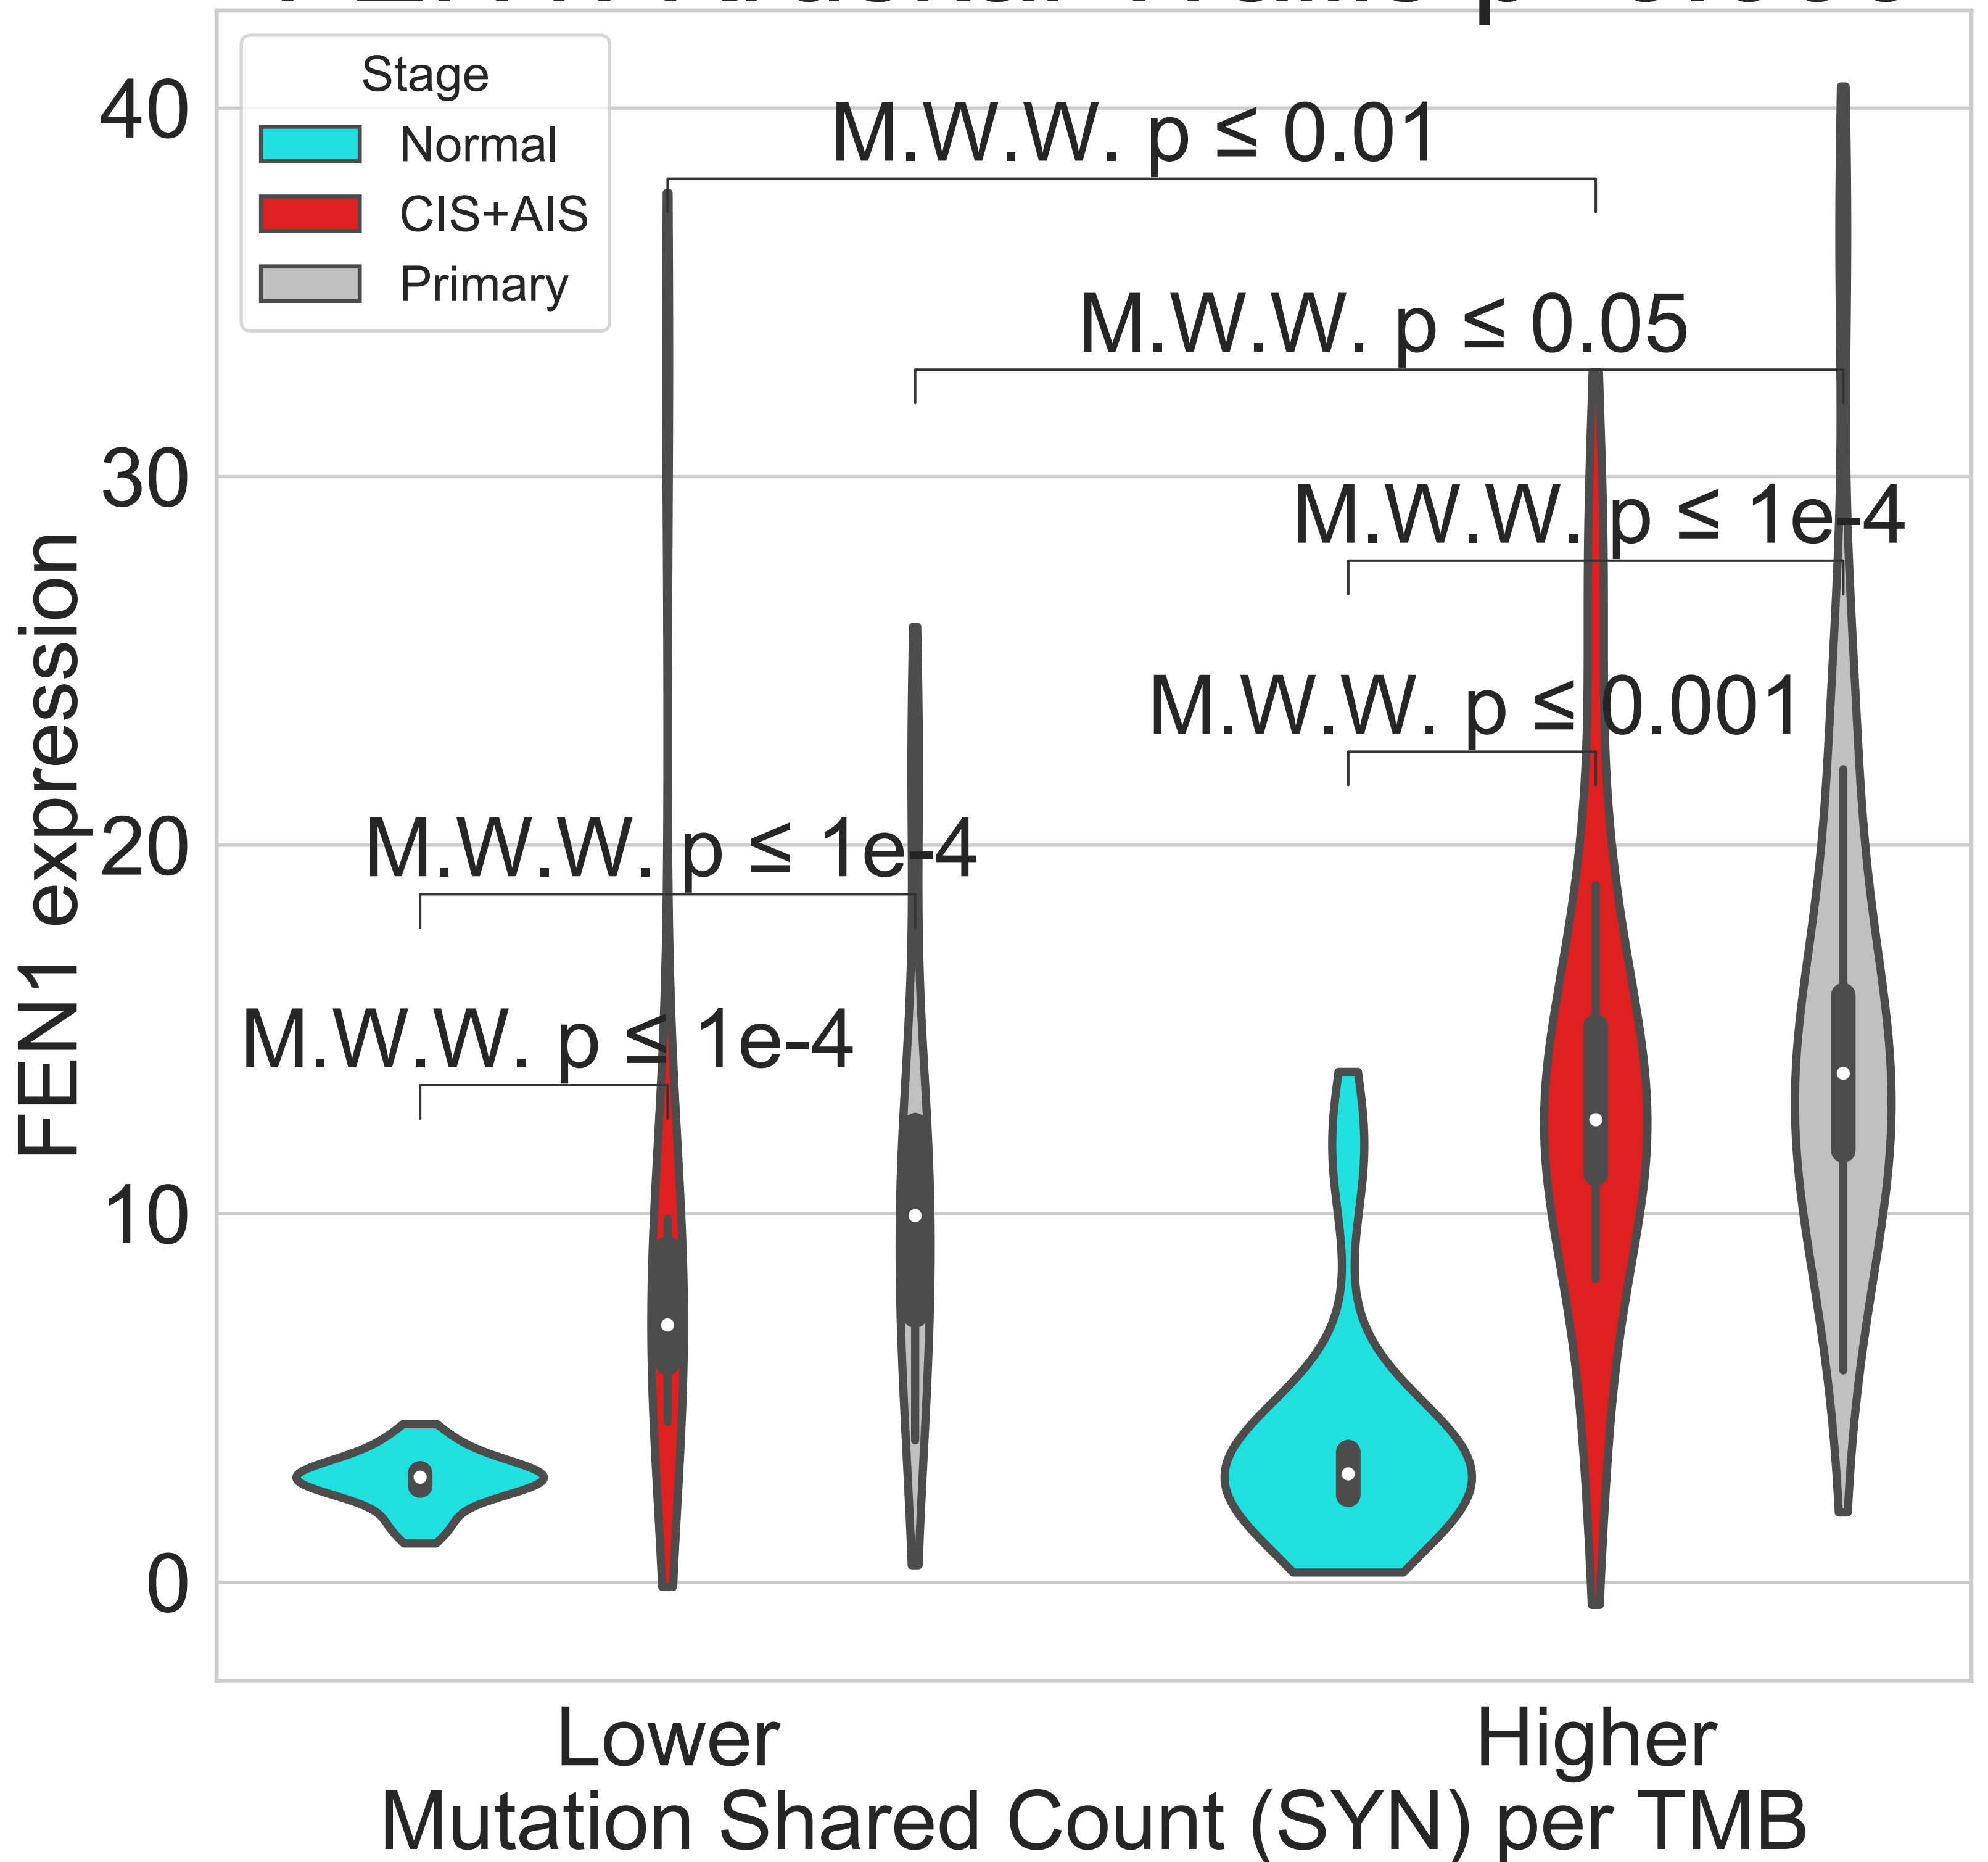 Stage
Normal
CIS+AIS
Primary
40
30
20
10
0
FEN1 expression
M.W.W. p ≤ 0.01
M.W.W. p ≤ 0.05
M.W.W. p ≤ 1e-4
M.W.W. p ≤ 0.001
M.W.W. p ≤ 1e-4
M.W.W. p ≤ 1e-4
Lower
Higher
Mutation Shared Count (SYN) per TMB